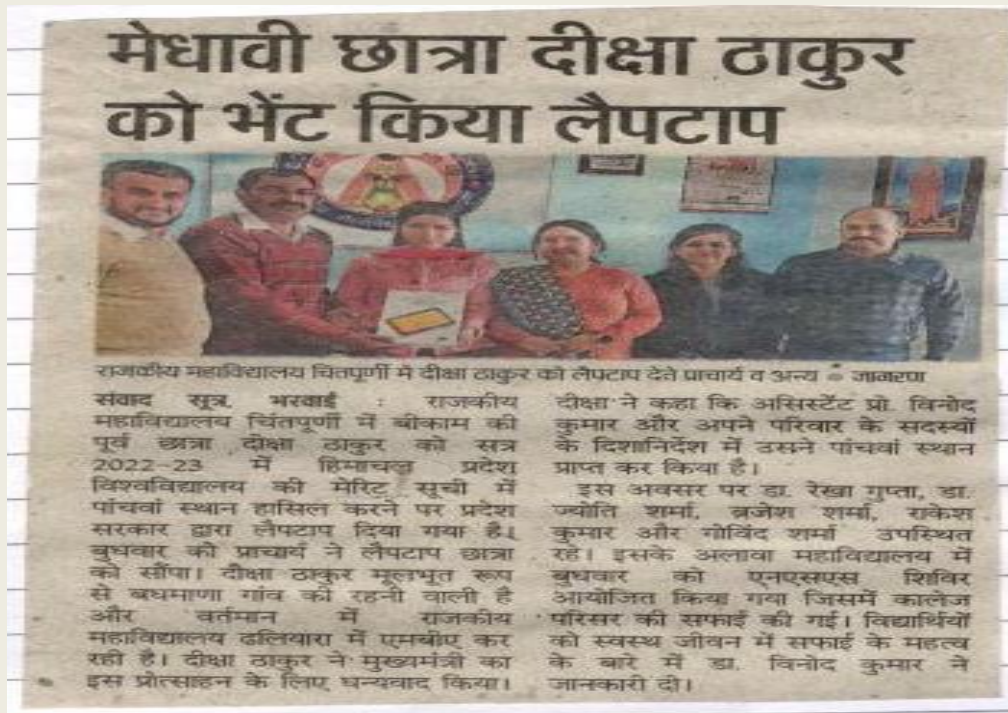 मेधावी छात्रा दीक्षा ठाकुर
को भेंट किया लैपटाप
राजकीय महाविद्यालय चिंतपूर्णी में दीक्षा ठाकुर को लैपटाप देते प्राचार्य व अन्य ● जागरण
संवाद सूत्र, भरवाई : राजकीय
महाविद्यालय चिंतपूर्णी में बीकाम की
पूर्व छात्रा दीक्षा ठाकुर को सत्र
2022-23 में हिमाचल प्रदेश
विश्वविद्यालय की मेरिट सूची में
पांचवां स्थान हासिल करने पर प्रदेश
सरकार द्वारा लैपटाप दिया गया है।
बुधवार को प्राचार्य ने लैपटाप छात्रा
को सौंपा। दीक्षा ठाकुर मूलभूत रूप
से बधमाणा गांव की रहनी वाली है
और वर्तमान में राजकीय
महाविद्यालय ढलियारा में एमबीए कर
रही है। दीक्षा ठाकुर ने मुख्यमंत्री का
इस प्रोत्साहन के लिए धन्यवाद किया।
दीक्षा ने कहा कि असिस्टेंट प्रो. विनोद
कुमार और अपने परिवार के सदस्यों
के दिशानिर्देश में उसने पांचवां स्थान
प्राप्त कर किया है।
इस अवसर पर डा. रेखा गुप्ता, डा.
ज्योति शर्मा, ब्रजेश शर्मा, राकेश
कुमार और गोविंद शर्मा उपस्थित
रहे। इसके अलावा महाविद्यालय में
बुधवार को एनएसएस शिविर
आयोजित किया गया जिसमें कालेज
परिसर की सफाई की गई। विद्यार्थियों
को स्वस्थ जीवन में सफाई के महत्व
के बारे में डा. विनोद कुमार ने
जानकारी दी।